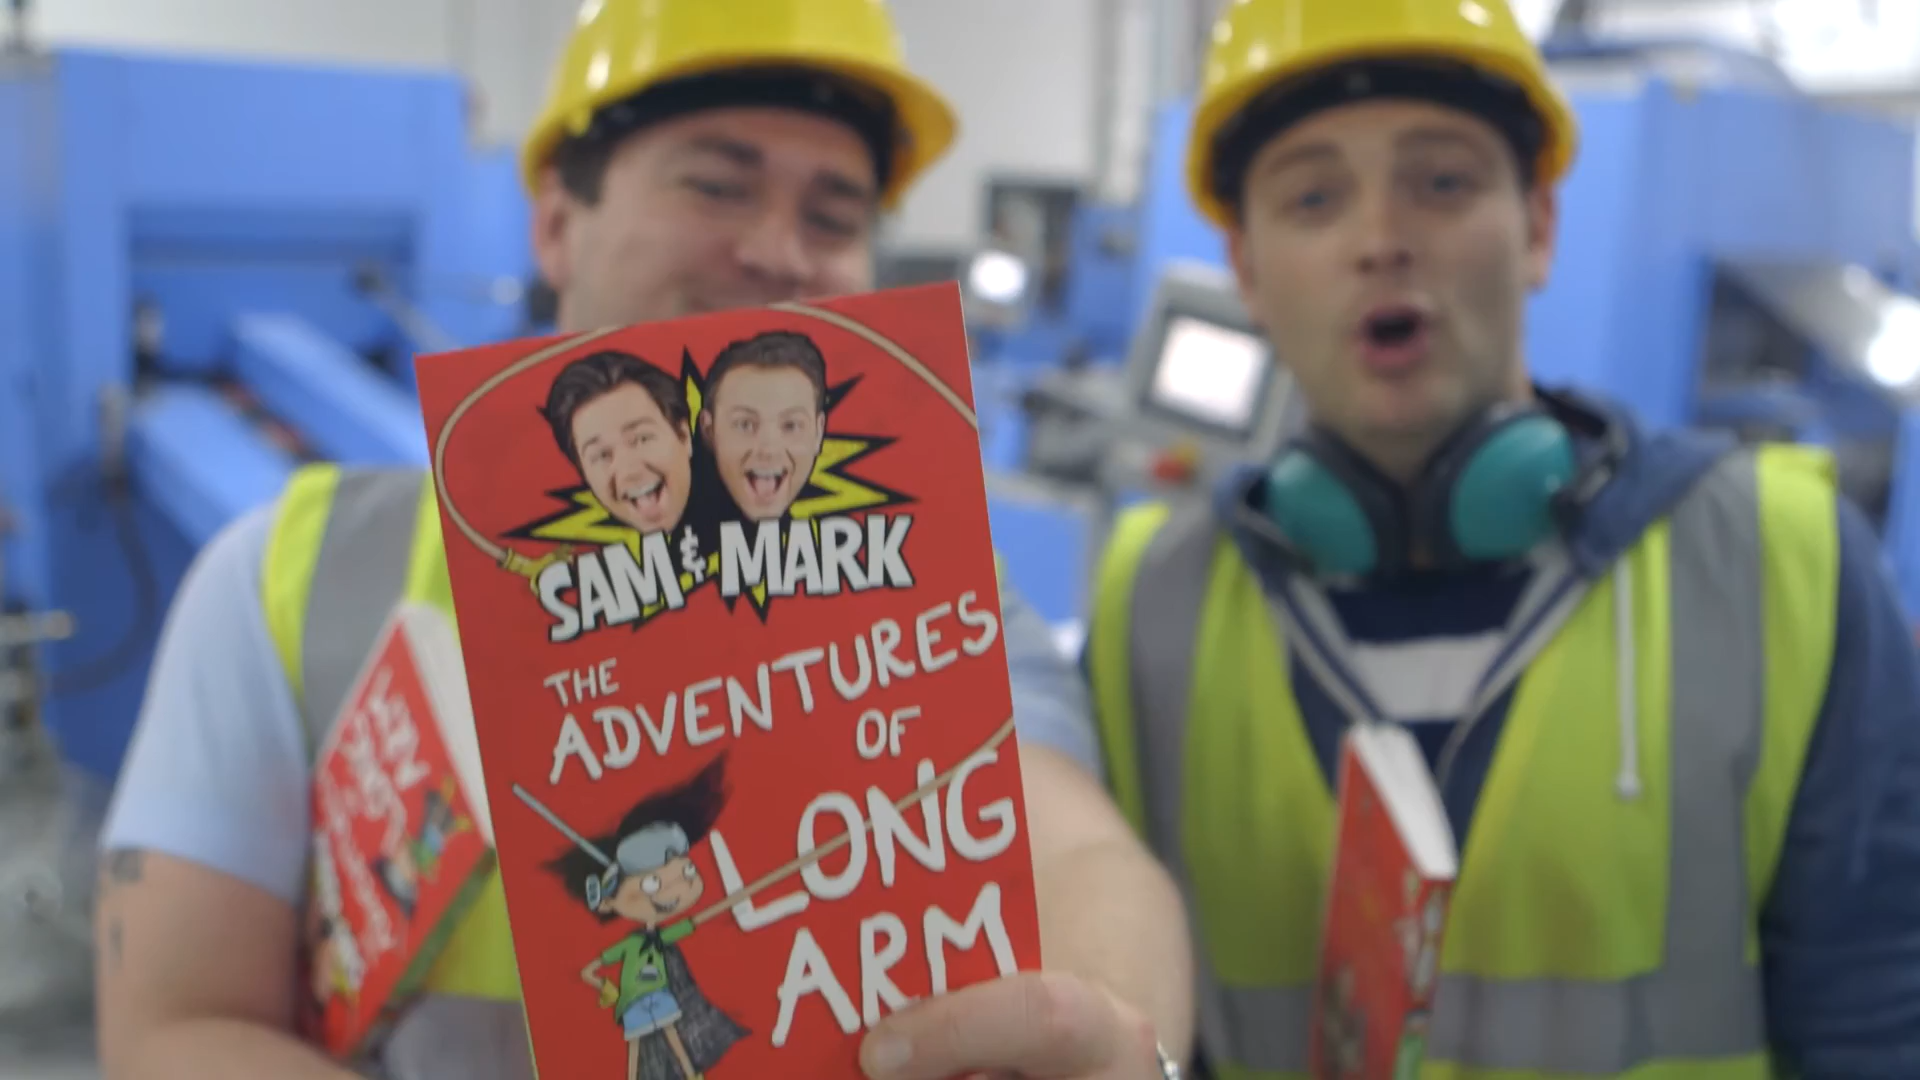 SAM & MARK
THE
ADVENTURES
OF
LONG
ARM